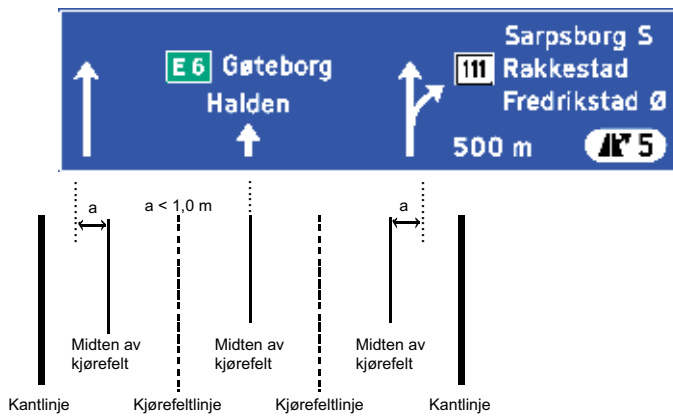 Sarpsborg S
E 6 Gøteborg
111 Rakkestad
Halden
Fredrikstad Ø
500 m
5
a
a < 1,0 m
a
Midten av
kjørefelt
Midten av
kjørefelt
Midten av
kjørefelt
Kantlinje
Kjørefeltlinje
Kjørefeltlinje
Kantlinje